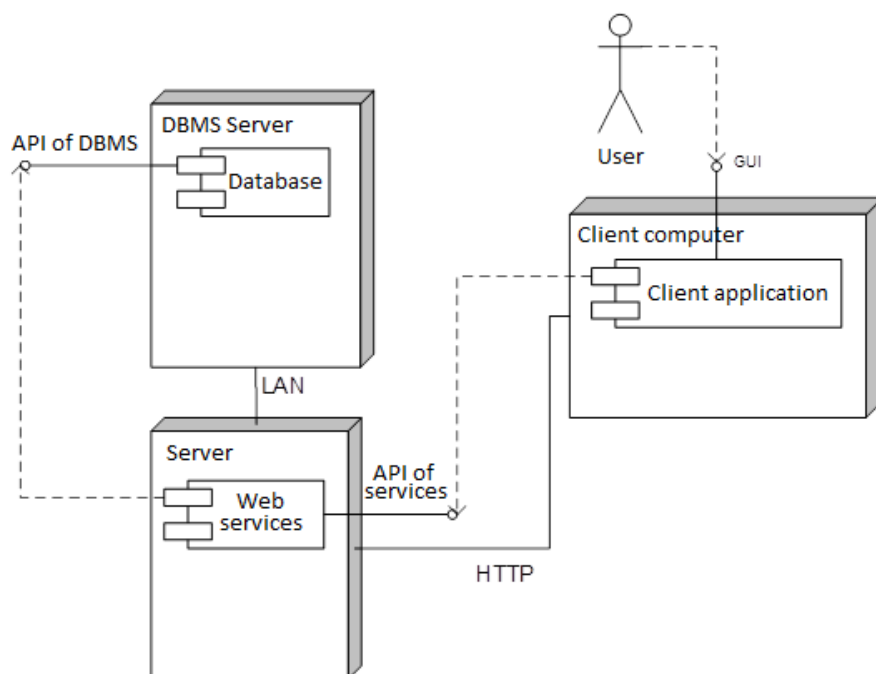 DBMS Server
API of DBMS
Database
User
GUI
Client computer
Client application
LAN
Server
API of
services
Web
services
HTTP